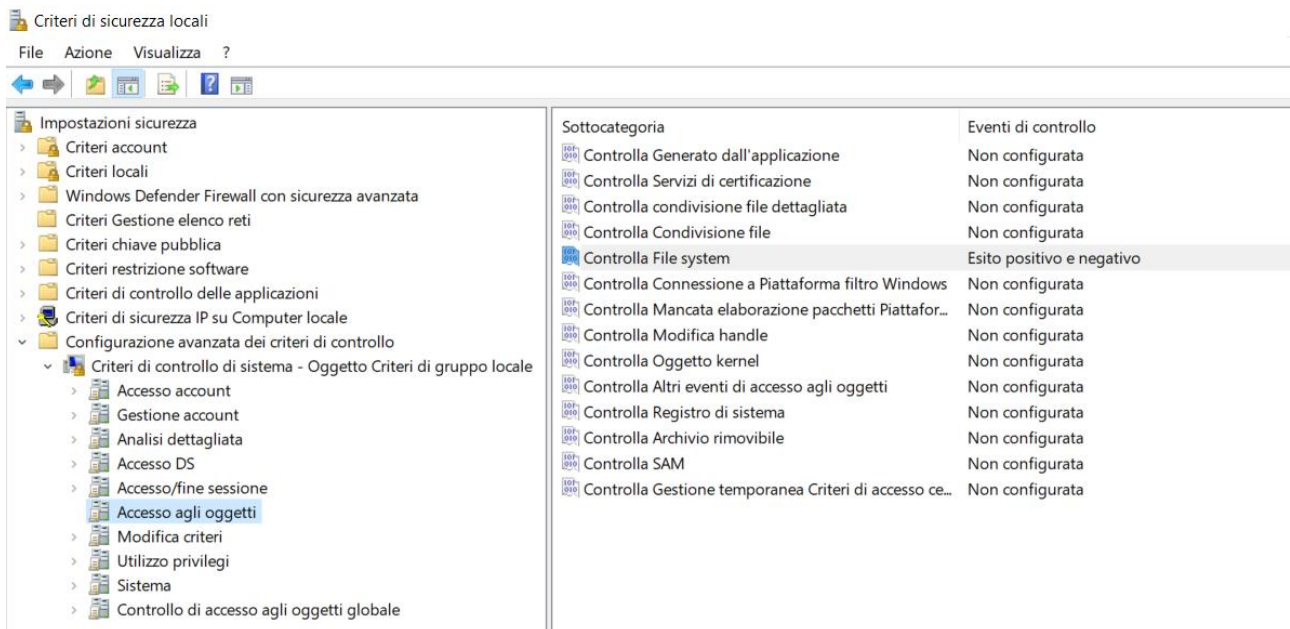 Criteri di sicurezza locali
File Azione Visualizza ?
Impostazioni sicurezza
Criteri account
Criteri locali
Windows Defender Firewall con sicurezza avanzata
Criteri Gestione elenco reti
Criteri chiave pubblica
Criteri restrizione software
Criteri di controllo delle applicazioni
Criteri di sicurezza IP su Computer locale
Configurazione avanzata dei criteri di controllo
Criteri di controllo di sistema - Oggetto Criteri di gruppo locale
Accesso account
Gestione account
Analisi dettagliata
Accesso DS
Accesso/fine sessione
Accesso agli oggetti
Modifica criteri
Utilizzo privilegi
Sistema
Controllo di accesso agli oggetti globale
Sottocategoria Eventi di controllo
Controlla Generato dall'applicazione Non configurata
Controlla Servizi di certificazione Non configurata
Controlla condivisione file dettagliata Non configurata
Controlla Condivisione file Non configurata
Controlla File system Esito positivo e negativo
Controlla Connessione a Piattaforma filtro Windows Non configurata
Controlla Mancata elaborazione pacchetti Piattafor... Non configurata
Controlla Modifica handle Non configurata
Controlla Oggetto kernel Non configurata
Controlla Altri eventi di accesso agli oggetti Non configurata
Controlla Registro di sistema Non configurata
Controlla Archivio rimovibile Non configurata
Controlla SAM Non configurata
Controlla Gestione temporanea Criteri di accesso ce... Non configurata